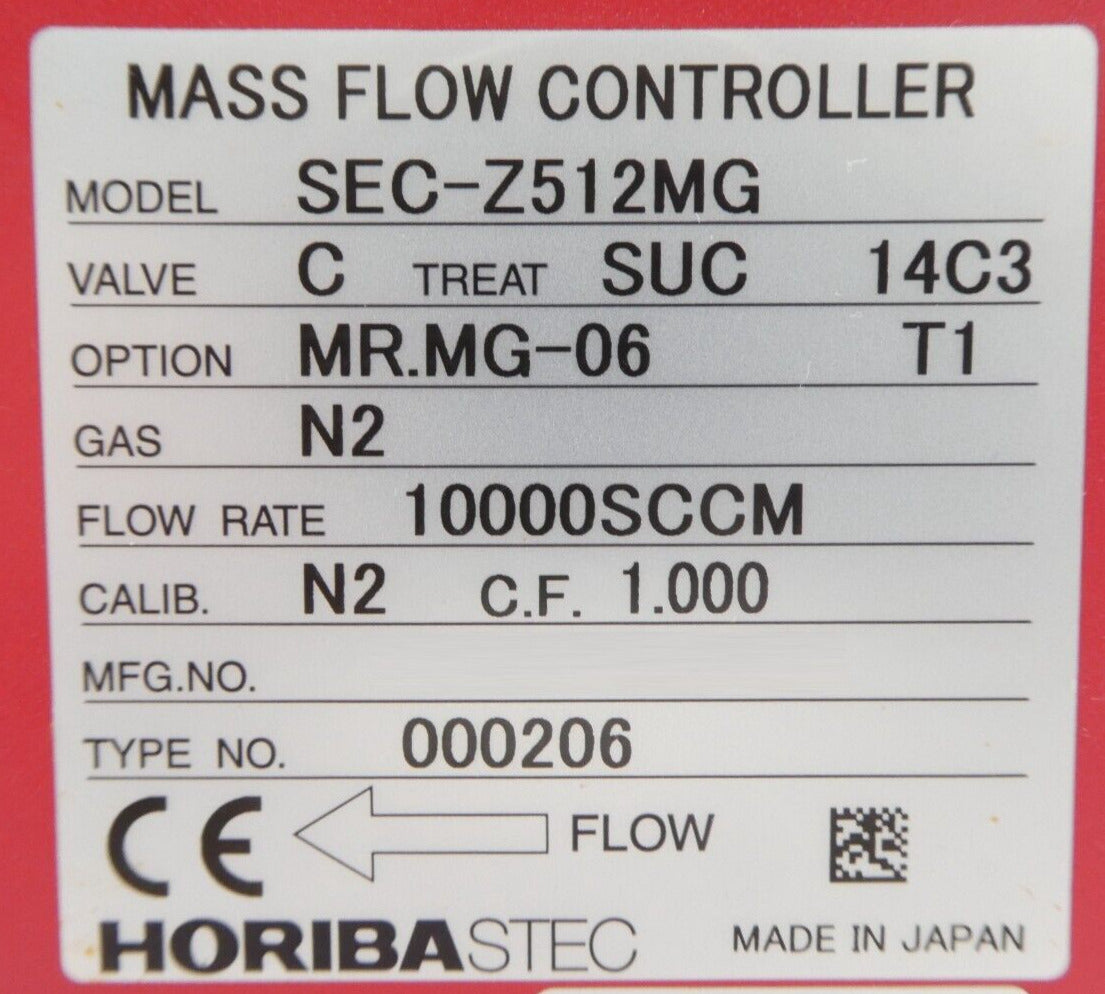 MASS FLOW CONTROLLER
MODEL SEC-Z512MG
VALVE C TREAT SUC 14C3
OPTION MR.MG-06 T1
GAS N2
FLOW RATE 10000SCCM
CALIB. N2 C.F. 1.000
MFG.NO.
TYPE NO. 000206
CE FLOW
HORIBASTEC MADE IN JAPAN